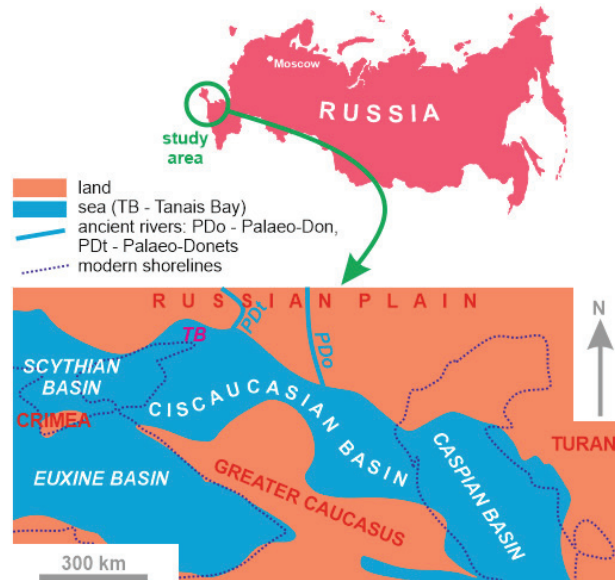 Moscow
RUSSIA
study
area
land
sea (TB - Tanais Bay)
ancient rivers: PDo - Palaeo-Don,
PDt - Palaeo-Donets
modern shorelines
RUSSIAN PLAIN
N
PDt
TB
PDo
SCYTHIAN
BASIN
CISCAUCASIAN BASIN
CRIMEA
CASPIAN BASIN
TURAN
EUXINE BASIN
GREATER CAUCASUS
300 km